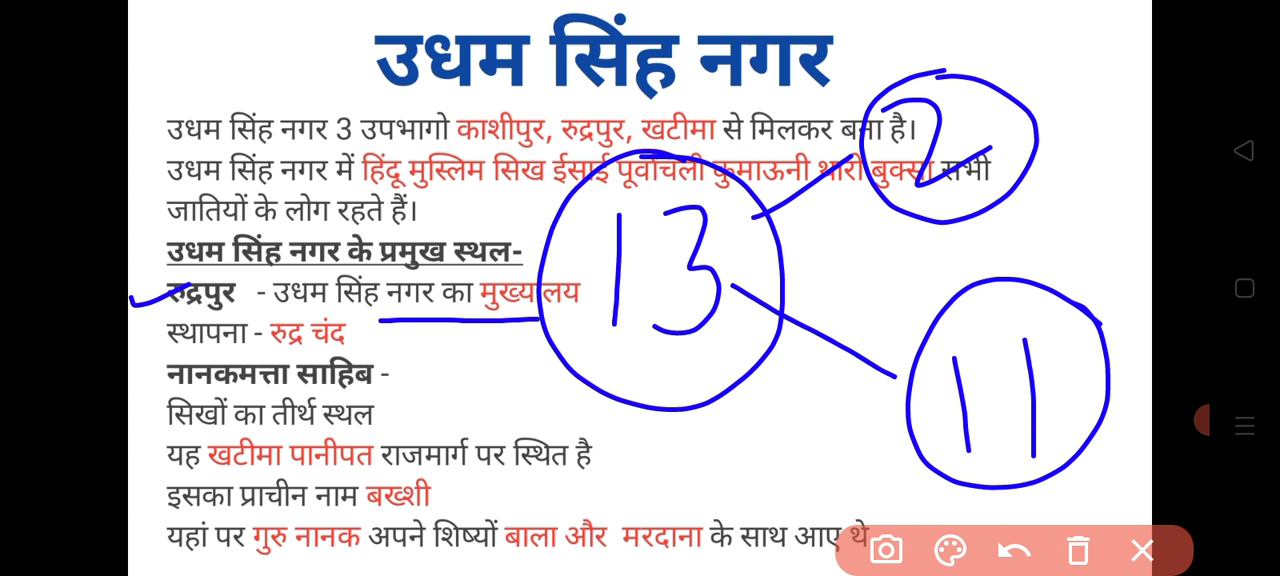 उधम सिंह नगर
उधम सिंह नगर 3 उपभागो काशीपुर, रुद्रपुर, खटीमा से मिलकर बना है।
उधम सिंह नगर में हिंदू मुस्लिम सिख ईसाई पूर्वांचली कुमाऊनी थारी बुक्सा सभी
जातियों के लोग रहते हैं।
उधम सिंह नगर के प्रमुख स्थल-
रुद्रपुर - उधम सिंह नगर का मुख्यालय
स्थापना - रुद्र चंद
नानकमत्ता साहिब -
सिखों का तीर्थ स्थल
यह खटीमा पानीपत राजमार्ग पर स्थित है
इसका प्राचीन नाम बख्शी
यहां पर गुरु नानक अपने शिष्यों बाला और मरदाना के साथ आए थे
2
13
11